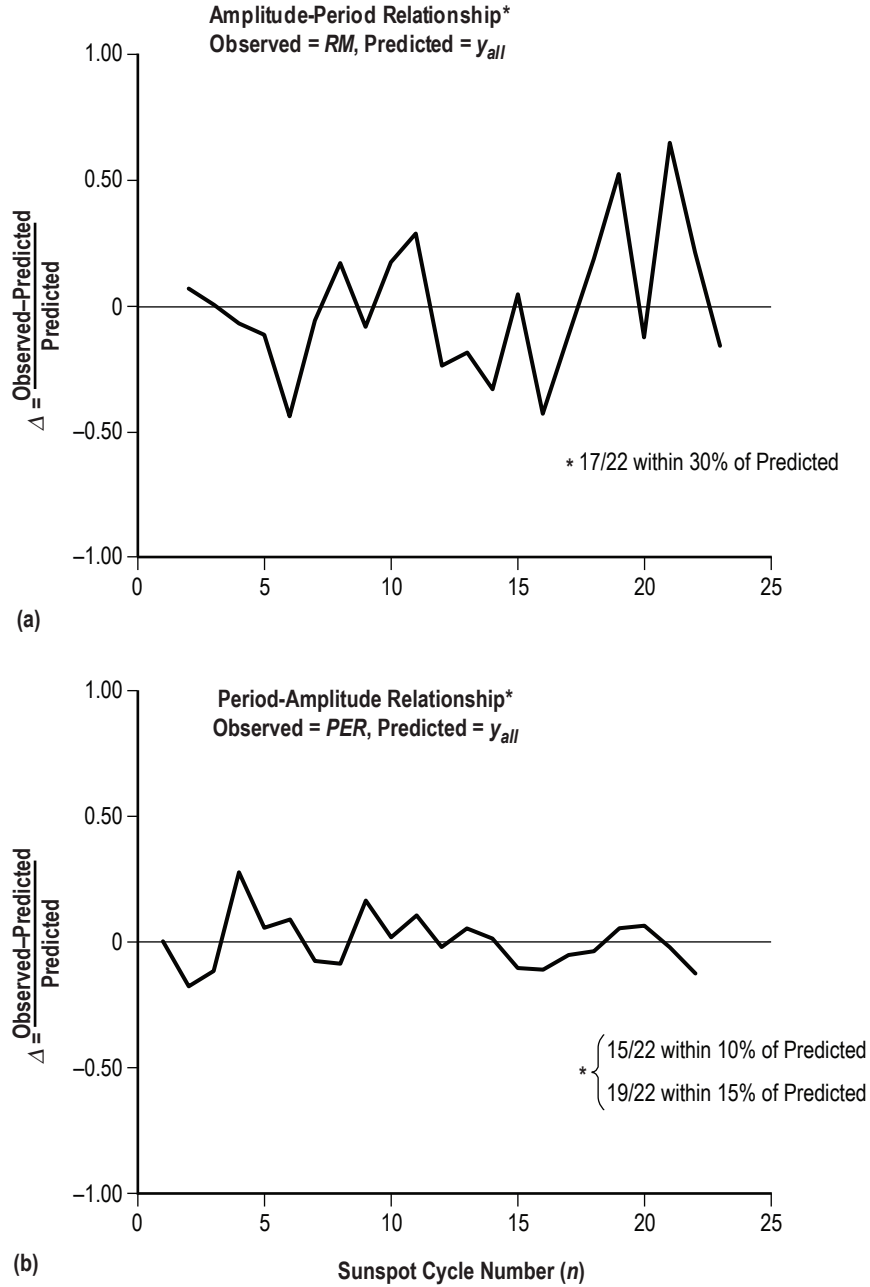 Amplitude-Period Relationship*
Observed = RM, Predicted = yall
1.00
0.50
0
–0.50
–1.00
Δ = Observed–Predicted
Predicted
* 17/22 within 30% of Predicted
0 5 10 15 20 25
(a)
Period-Amplitude Relationship*
Observed = PER, Predicted = yall
1.00
0.50
0
–0.50
–1.00
Δ = Observed–Predicted
Predicted
* { 15/22 within 10% of Predicted
19/22 within 15% of Predicted
0 5 10 15 20 25
(b)
Sunspot Cycle Number (n)